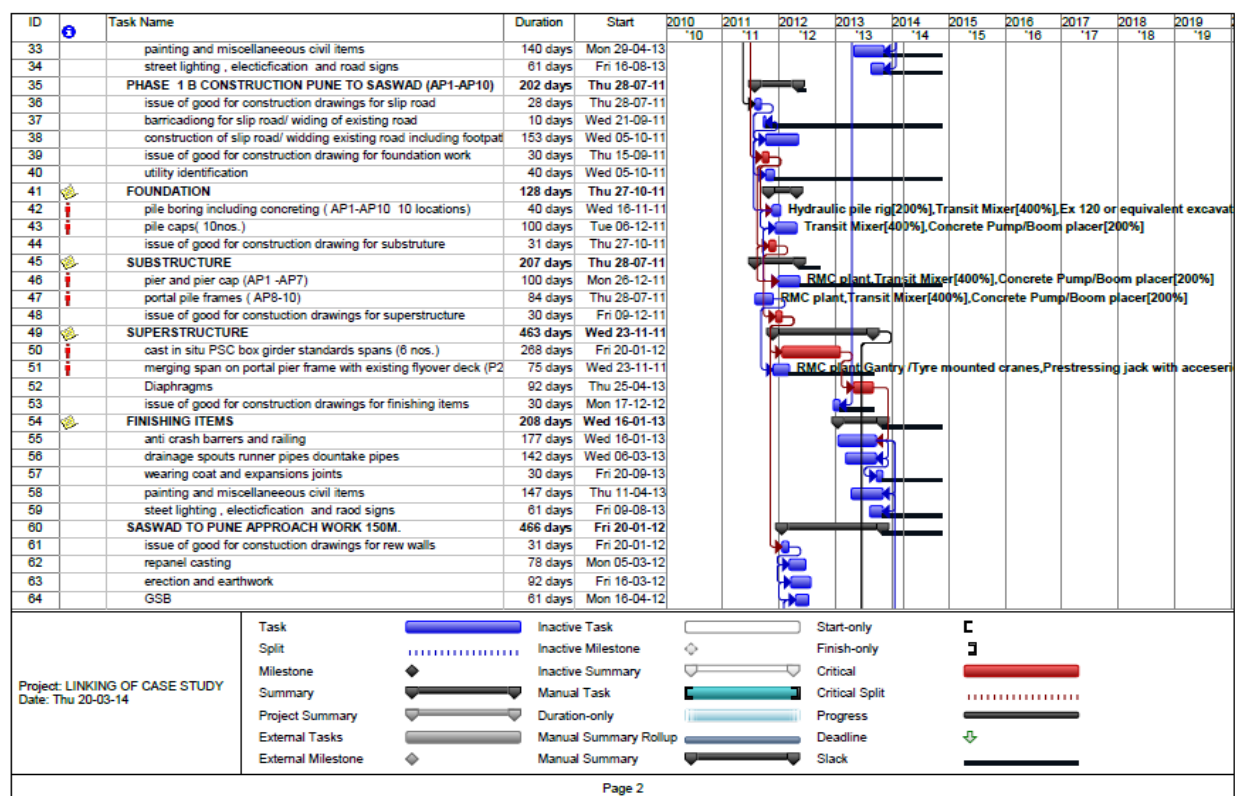 ID Task Name Duration Start 2010 2011 2012 2013 2014 2015 2016 2017 2018 2019
'10 '11 '12 '13 '14 '15 '16 '17 '18 '19
33 painting and miscellaneeous civil items 140 days Mon 29-04-13
34 street lighting , electicfication and road signs 61 days Fri 16-08-13
35 PHASE 1 B CONSTRUCTION PUNE TO SASWAD (AP1-AP10) 202 days Thu 28-07-11
36 issue of good for construction drawings for slip road 28 days Thu 28-07-11
37 barricadiong for slip road/ widing of existing road 10 days Wed 21-09-11
38 construction of slip road/ widding existing road including footpat 153 days Wed 05-10-11
39 issue of good for construction drawing for foundation work 30 days Thu 15-09-11
40 utility identification 40 days Wed 05-10-11
41 FOUNDATION 128 days Thu 27-10-11
42 pile boring including concreting ( AP1-AP10 10 locations) 40 days Wed 16-11-11 Hydraulic pile rig[200%],Transit Mixer[400%],Ex 120 or equivalent excavat
43 pile caps( 10nos.) 100 days Tue 06-12-11 Transit Mixer[400%],Concrete Pump/Boom placer[200%]
44 issue of good for construction drawing for substruture 31 days Thu 27-10-11
45 SUBSTRUCTURE 207 days Thu 28-07-11
46 pier and pier cap (AP1 -AP7) 100 days Mon 26-12-11 RMC plant,Transit Mixer[400%],Concrete Pump/Boom placer[200%]
47 portal pile frames ( AP8-10) 84 days Thu 28-07-11 RMC plant,Transit Mixer[400%],Concrete Pump/Boom placer[200%]
48 issue of good for constuction drawings for superstructure 30 days Fri 09-12-11
49 SUPERSTRUCTURE 463 days Wed 23-11-11
50 cast in situ PSC box girder standards spans (6 nos.) 268 days Fri 20-01-12
51 merging span on portal pier frame with existing flyover deck (P2 75 days Wed 23-11-11 RMC plant,Gantry /Tyre mounted cranes,Prestressing jack with acceseri
52 Diaphragms 92 days Thu 25-04-13
53 issue of good for construction drawings for finishing items 30 days Mon 17-12-12
54 FINISHING ITEMS 208 days Wed 16-01-13
55 anti crash barrers and railing 177 days Wed 16-01-13
56 drainage spouts runner pipes dountake pipes 142 days Wed 06-03-13
57 wearing coat and expansions joints 30 days Fri 20-09-13
58 painting and miscellaneeous civil items 147 days Thu 11-04-13
59 steet lighting , electicfication and raod signs 61 days Fri 09-08-13
60 SASWAD TO PUNE APPROACH WORK 150M. 466 days Fri 20-01-12
61 issue of good for constuction drawings for rew walls 31 days Fri 20-01-12
62 repanel casting 78 days Mon 05-03-12
63 erection and earthwork 92 days Fri 16-03-12
64 GSB 61 days Mon 16-04-12
Project: LINKING OF CASE STUDY
Date: Thu 20-03-14
Task Inactive Task Start-only
Split Inactive Milestone Finish-only
Milestone Inactive Summary Critical
Summary Manual Task Critical Split
Project Summary Duration-only Progress
External Tasks Manual Summary Rollup Deadline
External Milestone Manual Summary Slack
Page 2